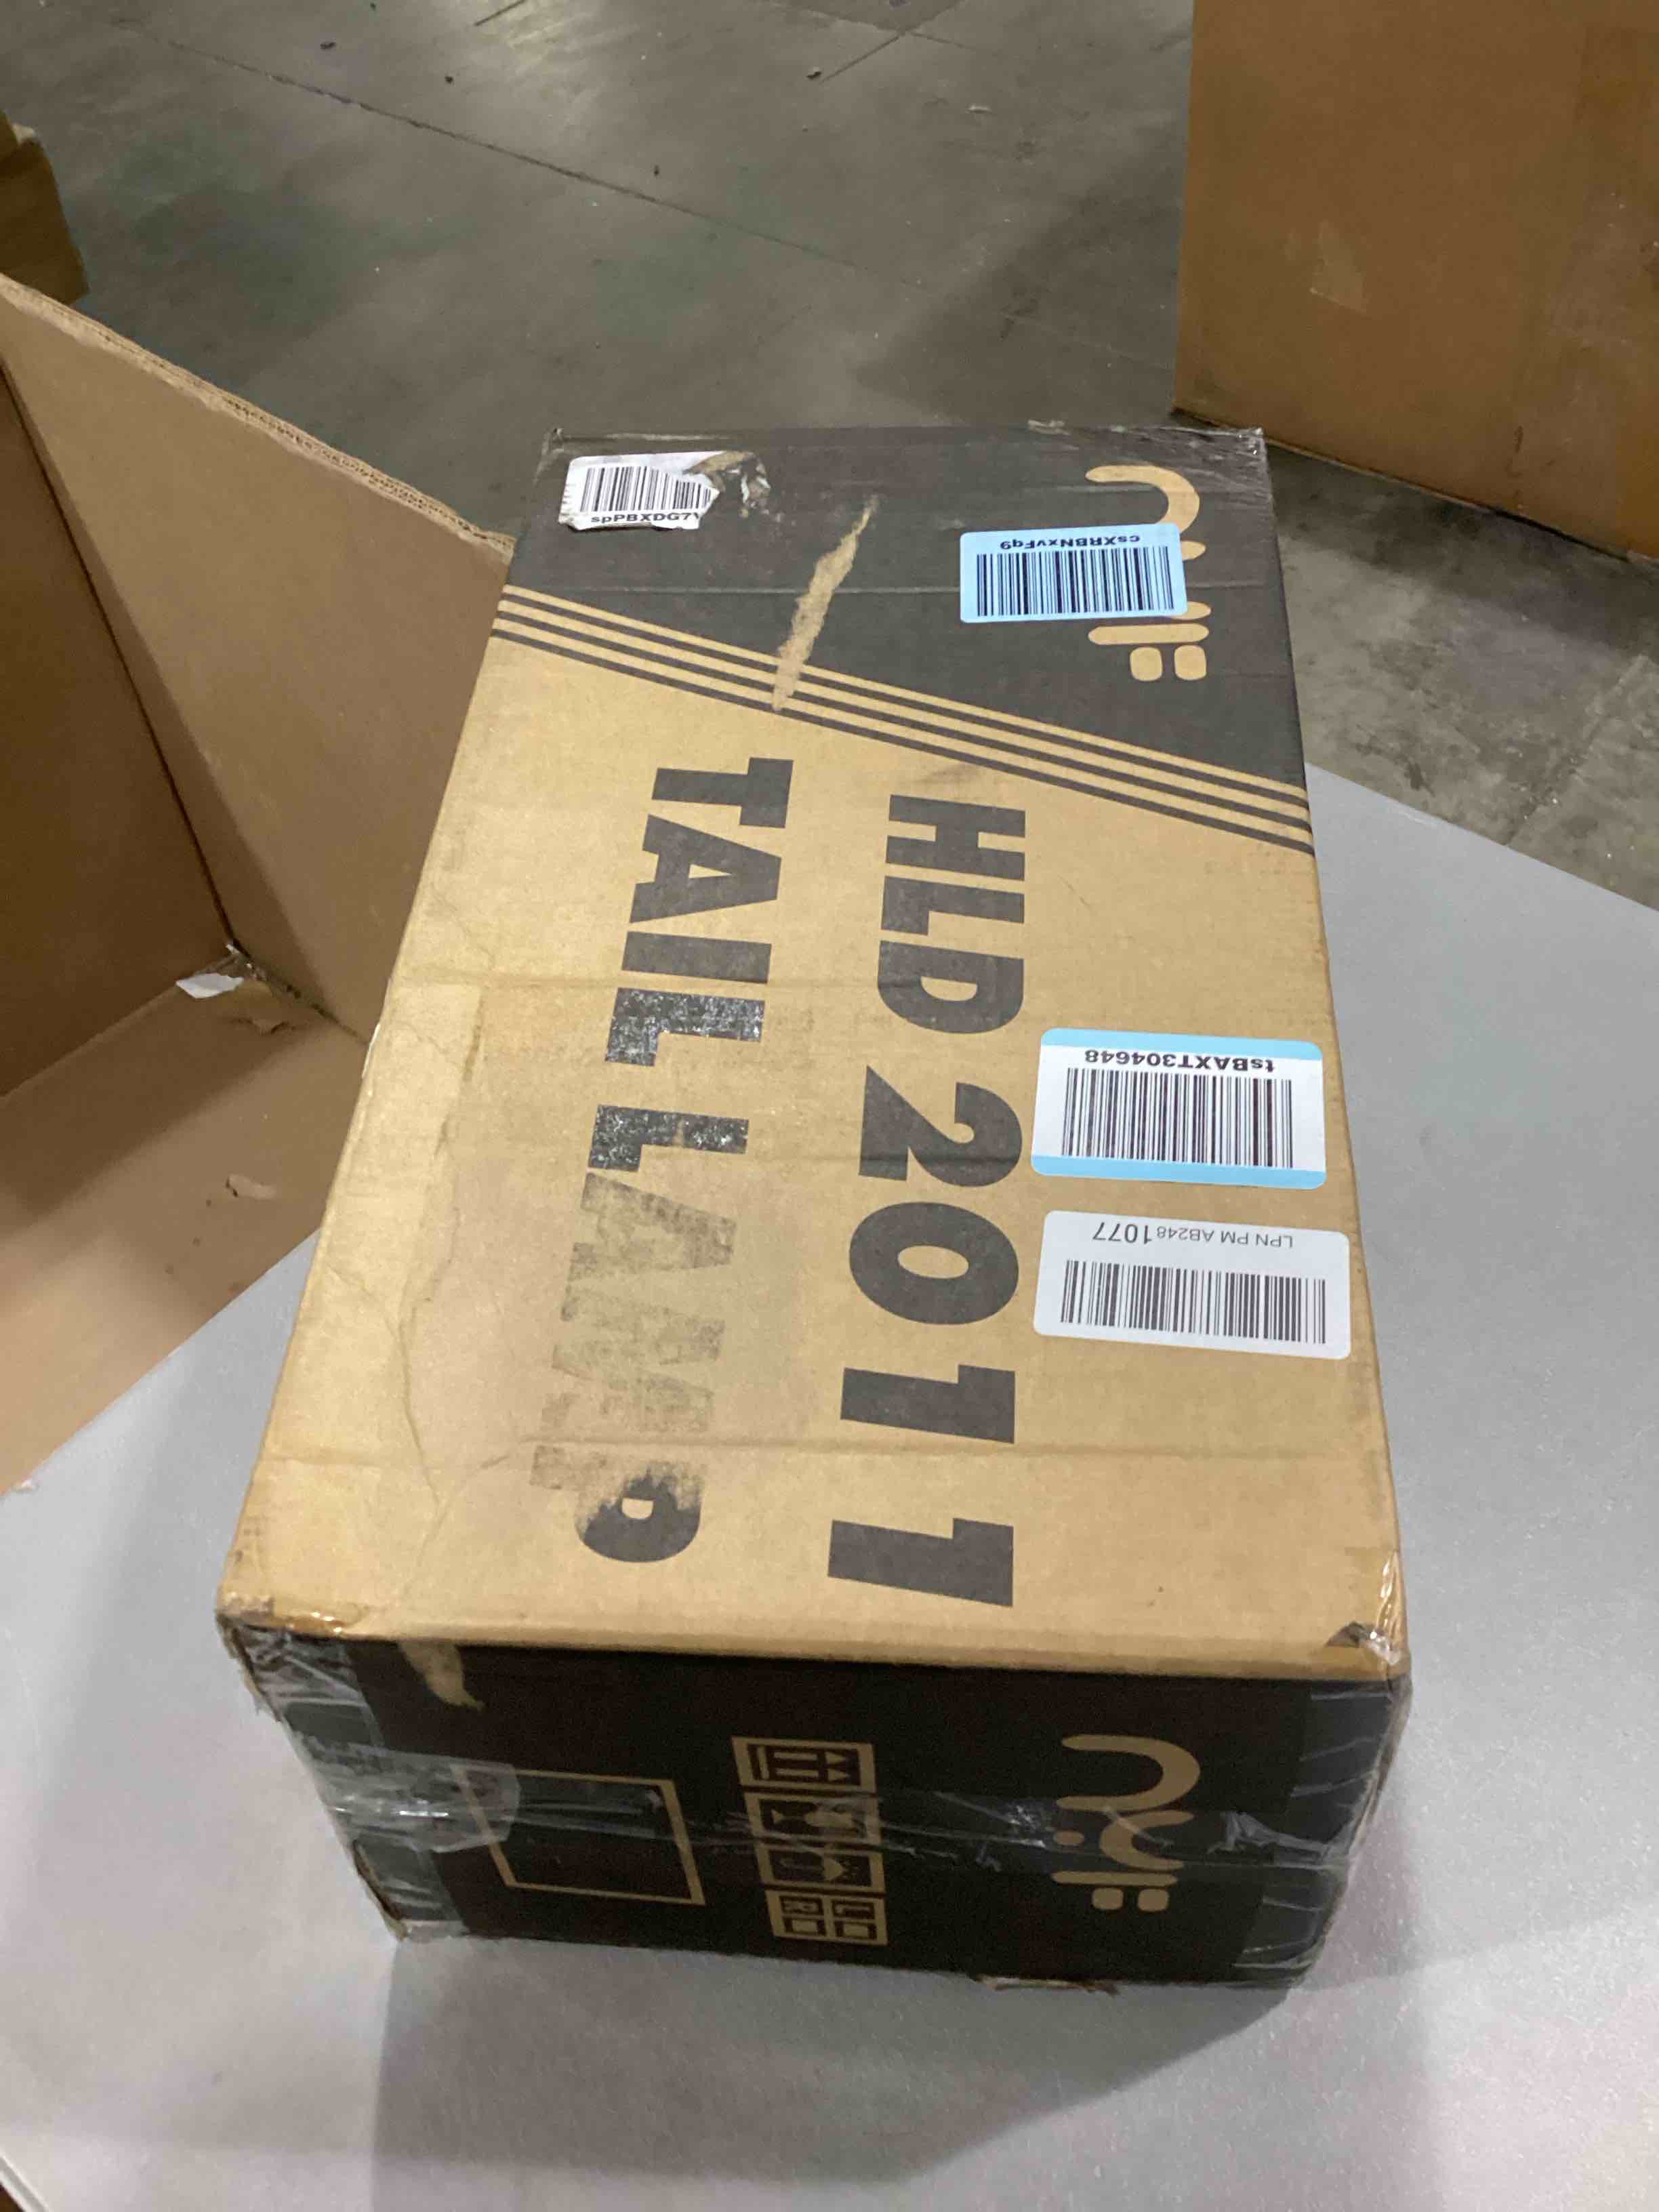 spPBXDG7
csXRBNxvFq9
HLD 2011
TAIL LAMP
tsBAXT304648
LPN PM AB2481077